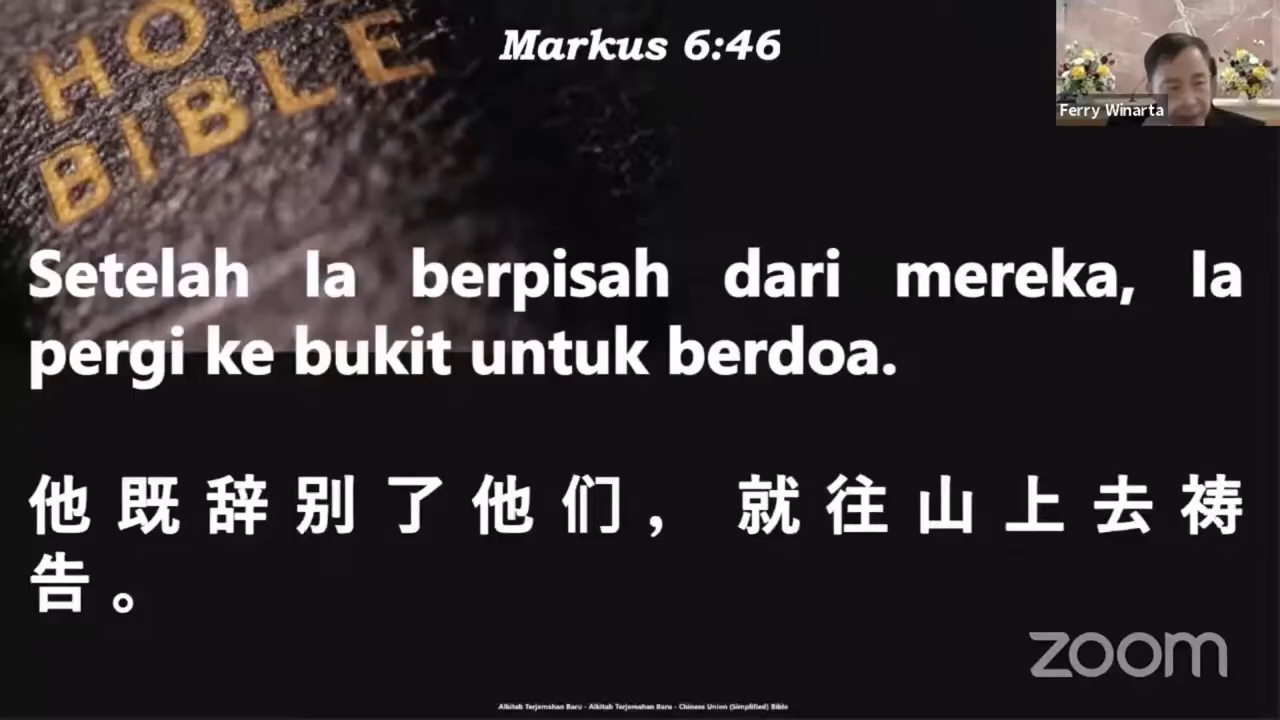 HOL
BIBLE
Markus 6:46
Ferry Winarta
Setelah Ia berpisah dari mereka, Ia
pergi ke bukit untuk berdoa.
他既辞别了他们，就往山上去祷
告。
zoom
Alkitab Terjemahan Baru - Alkitab Terjemahan Baru - Chinese Union (Simplified) Bible